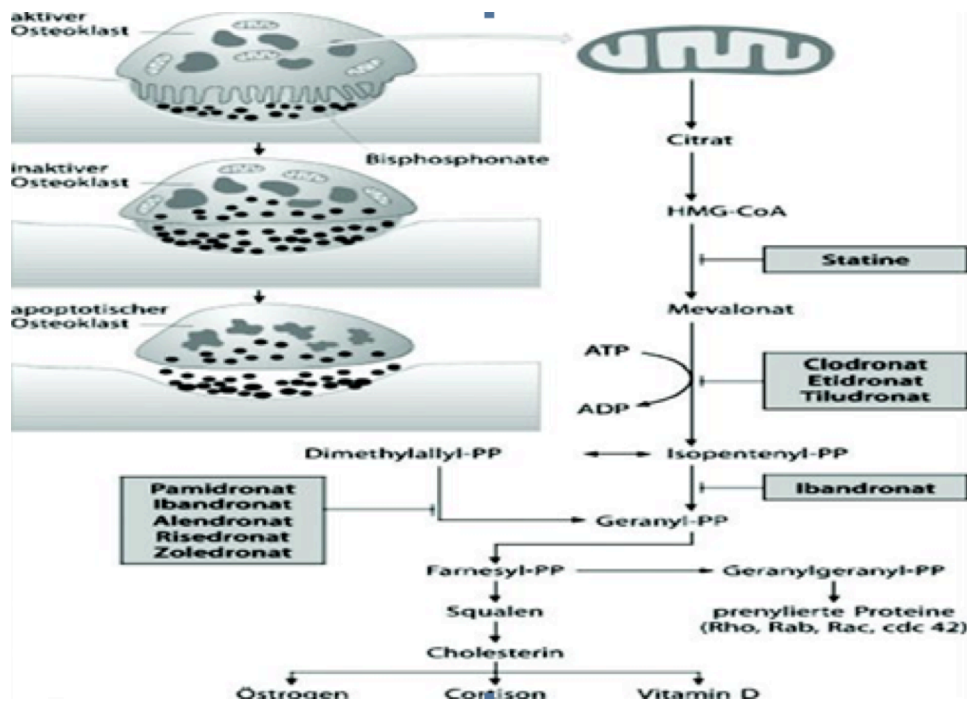 aktiver
Osteoklast
Bisphosphonate
inaktiver
Osteoklast
apoptotischer
Osteoklast
Citrat
HMG-CoA
Statine
Mevalonat
ATP
ADP
Clodronat
Etidronat
Tiludronat
Dimethylallyl-PP
Isopentenyl-PP
Pamidronat
Ibandronat
Alendronat
Risedronat
Zoledronat
Ibandronat
Geranyl-PP
Farnesyl-PP
Geranylgeranyl-PP
Squalen
prenylierte Proteine
(Rho, Rab, Rac, cdc 42)
Cholesterin
Östrogen
Cortison
Vitamin D